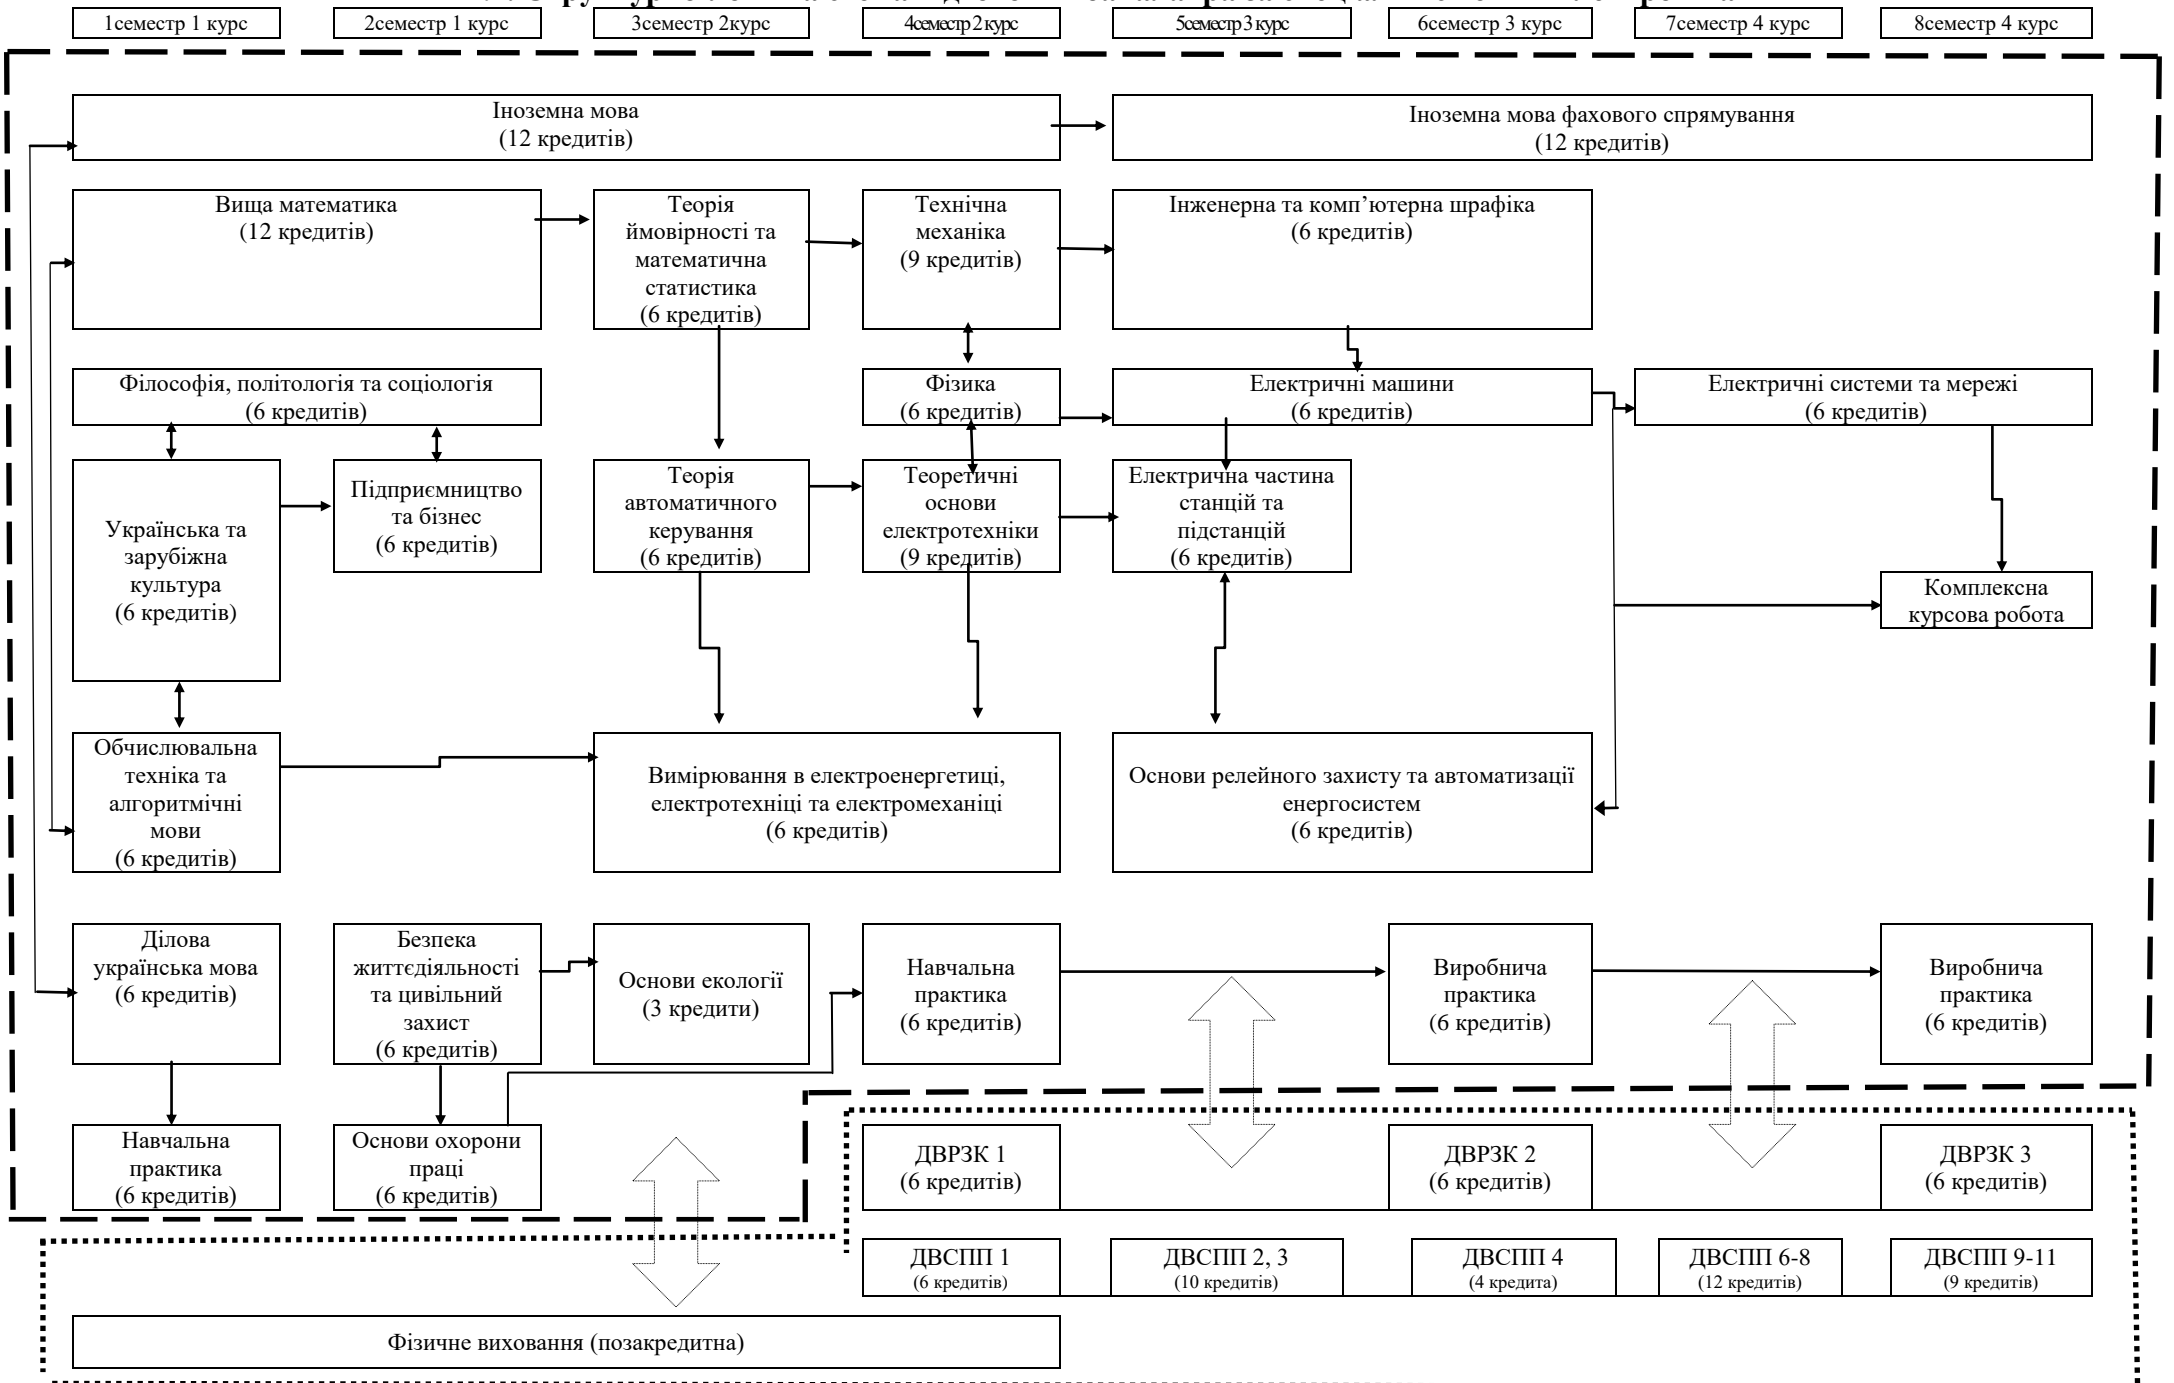 1семестр 1 курс
2семестр 1 курс
3семестр 2курс
4семестр 2 курс
5семестр 3 курс
6семестр 3 курс
7семестр 4 курс
8семестр 4 курс
Іноземна мова
(12 кредитів)
Іноземна мова фахового спрямування
(12 кредитів)
Вища математика
(12 кредитів)
Теорія
ймовірності та
математична
статистика
(6 кредитів)
Технічна
механіка
(9 кредитів)
Інженерна та комп’ютерна шрафіка
(6 кредитів)
Філософія, політологія та соціологія
(6 кредитів)
Фізика
(6 кредитів)
Електричні машини
(6 кредитів)
Електричні системи та мережі
(6 кредитів)
Українська та
зарубіжна
культура
(6 кредитів)
Підприємництво
та бізнес
(6 кредитів)
Теорія
автоматичного
керування
(6 кредитів)
Теоретичні
основи
електротехніки
(9 кредитів)
Електрична частина
станцій та
підстанцій
(6 кредитів)
Комплексна
курсова робота
Обчислювальна
техніка та
алгоритмічні
мови
(6 кредитів)
Вимірювання в електроенергетиці,
електротехніці та електромеханіці
(6 кредитів)
Основи релейного захисту та автоматизації
енергосистем
(6 кредитів)
Ділова
українська мова
(6 кредитів)
Безпека
життєдіяльності
та цивільний
захист
(6 кредитів)
Основи екології
(3 кредити)
Навчальна
практика
(6 кредитів)
Виробнича
практика
(6 кредитів)
Виробнича
практика
(6 кредитів)
Навчальна
практика
(6 кредитів)
Основи охорони
праці
(6 кредитів)
ДВРЗК 1
(6 кредитів)
ДВРЗК 2
(6 кредитів)
ДВРЗК 3
(6 кредитів)
ДВСПП 1
(6 кредитів)
ДВСПП 2, 3
(10 кредитів)
ДВСПП 4
(4 кредита)
ДВСПП 6-8
(12 кредитів)
ДВСПП 9-11
(9 кредитів)
Фізичне виховання (позакредитна)